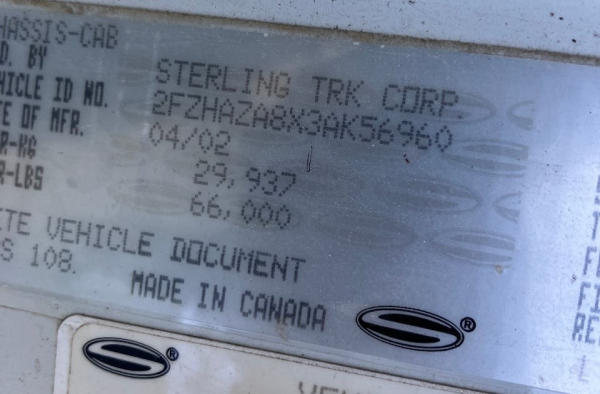 HASSIS-CAB
D. BY STERLING TRK CORP.
HICLE ID NO. 2FZHAZA8X3AK56960
TE OF MFR. 04/02
R-KG 29,937
R-LBS 66,000
ETE VEHICLE DOCUMENT
S 108.
MADE IN CANADA
®
®